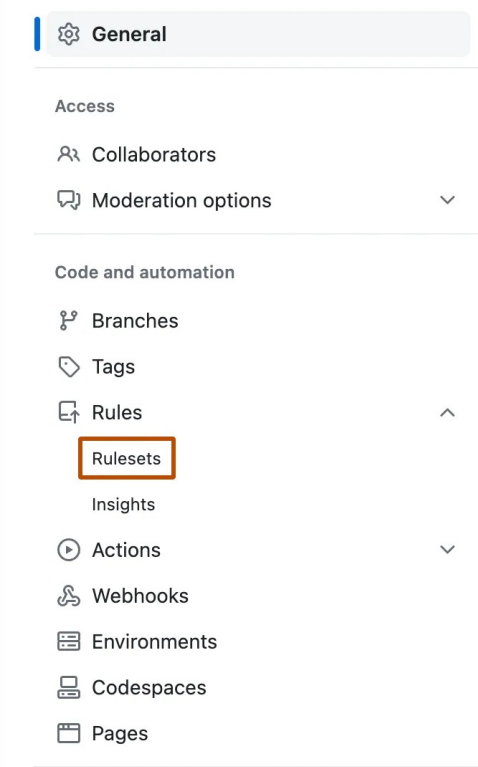 General
Access
Collaborators
Moderation options
Code and automation
Branches
Tags
Rules
Rulesets
Insights
Actions
Webhooks
Environments
Codespaces
Pages